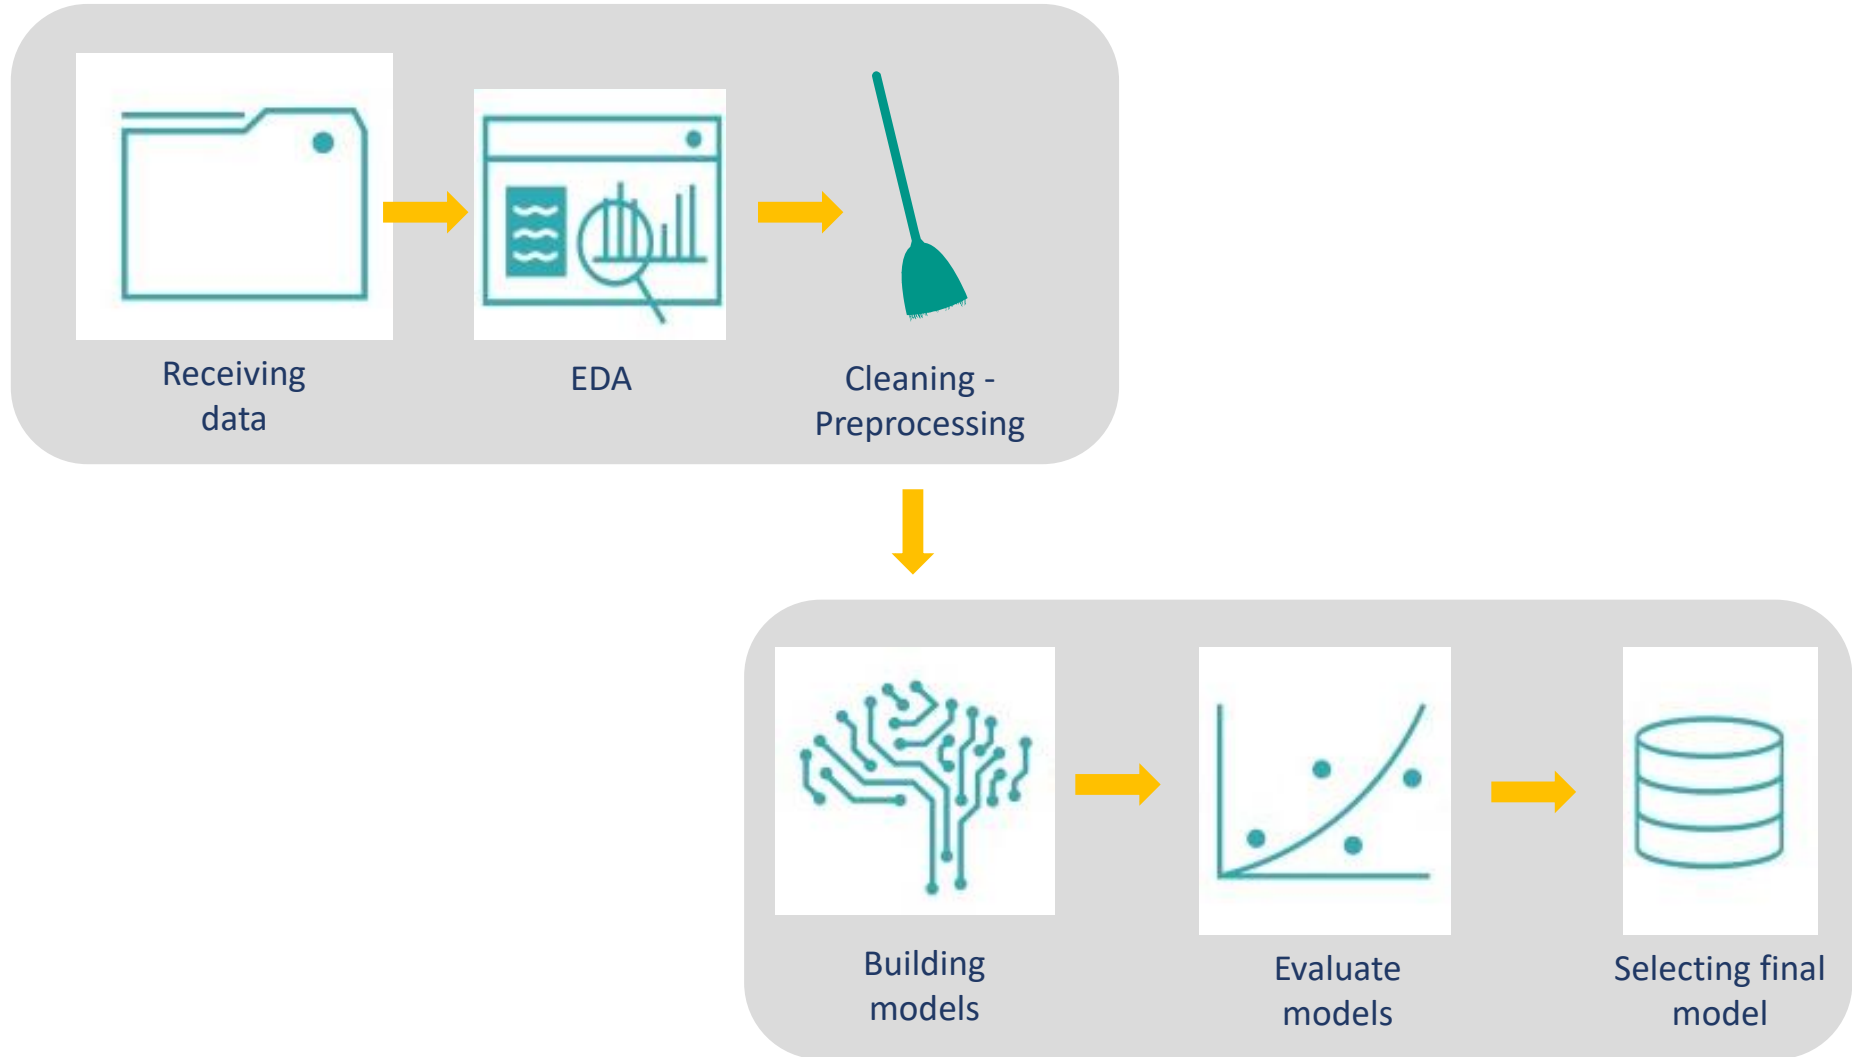 Receiving
data
EDA
Cleaning -
Preprocessing
Building
models
Evaluate
models
Selecting final
model